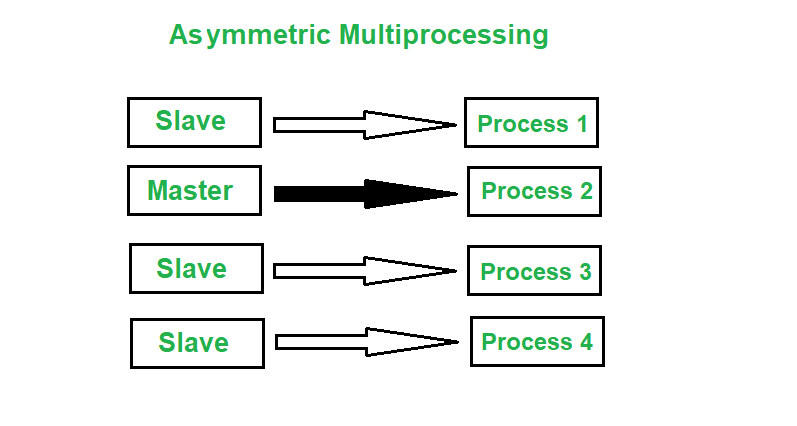 Asymmetric Multiprocessing
Slave
Process 1
Master
Process 2
Slave
Process 3
Slave
Process 4